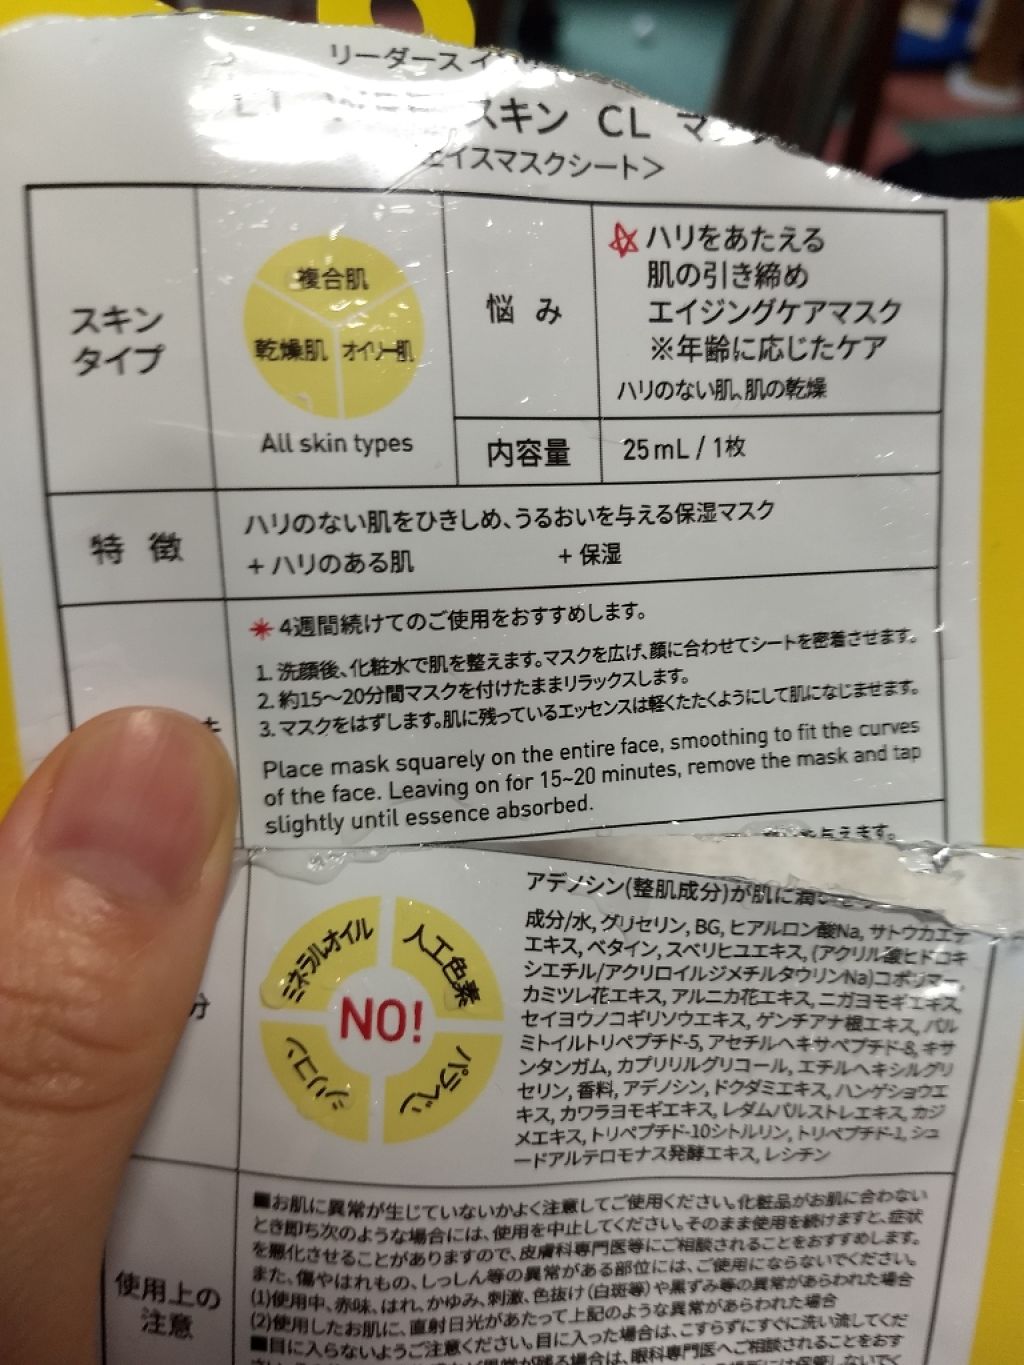 リーダース
スキン CL マ
イスマスクシート＞
スキン
タイプ
複合肌
乾燥肌
オイリー肌
All skin types
悩 み
ハリをあたえる
肌の引き締め
エイジングケアマスク
※年齢に応じたケア
ハリのない肌、肌の乾燥
内容量
25mL / 1枚
特 徴
ハリのない肌をひきしめ、うるおいを与える保湿マスク
+ ハリのある肌 + 保湿
4週間続けてのご使用をおすすめします。
1. 洗顔後、化粧水で肌を整えます。マスクを広げ、顔に合わせてシートを密着させます。
2. 約15～20分間マスクを付けたままリラックスします。
3. マスクをはずします。肌に残っているエッセンスは軽くたたくようにして肌になじませます。
Place mask squarely on the entire face, smoothing to fit the curves
of the face. Leaving on for 15~20 minutes, remove the mask and tap
slightly until essence absorbed.
を与えます。
分
ミネラルオイル
人工色素
NO!
シリコン
パラベン
アデノシン(整肌成分)が肌に潤い
成分/水, グリセリン, BG, ヒアルロン酸Na, サトウカエデ
エキス, ベタイン, スベリヒユエキス, (アクリル酸ヒドロキ
シエチル/アクリロイルジメチルタウリンNa)コポリマー,
カミツレ花エキス, アルニカ花エキス, ニガヨモギエキス,
セイヨウノコギリソウエキス, ゲンチアナ根エキス, パル
ミトイルトリペプチド-5, アセチルヘキサペプチド-8, キサ
ンタンガム, カプリリルグリコール, エチルヘキシルグリ
セリン, 香料, アデノシン, ドクダミエキス, ハンゲショウエ
キス, カワラヨモギエキス, レダムパルストレエキス, カジ
メエキス, トリペプチド-10シトルリン, トリペプチド-1, シュ
ードアルテロモナス発酵エキス, レシチン
使用上の
注意
■お肌に異常が生じていないかよく注意してご使用ください。化粧品がお肌に合わない
とき即ち次のような場合には、使用を中止してください。そのまま使用を続けますと、症状
を悪化させることがありますので、皮膚科専門医等にご相談されることをおすすめします。
また、傷やはれもの、しっしん等の異常がある部位には、ご使用にならないでください。
(1)使用中、赤味、はれ、かゆみ、刺激、色抜け(白斑等)や黒ずみ等の異常があらわれた場合
(2)使用したお肌に、直射日光があたって上記のような異常があらわれた場合
■目に入らないようご注意ください。目に入った場合は、こすらずにすぐに洗い流してくだ
異常が残る場合は、眼科専門医へご相談されることをおす